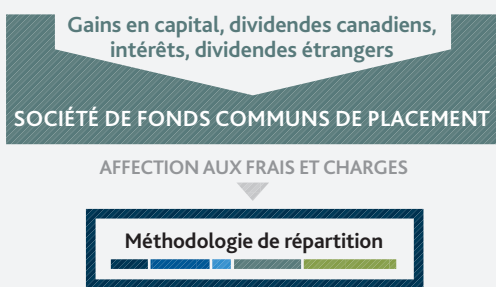 Gains en capital, dividendes canadiens,
intérêts, dividendes étrangers
SOCIÉTÉ DE FONDS COMMUNS DE PLACEMENT
AFFECTION AUX FRAIS ET CHARGES
Méthodologie de répartition